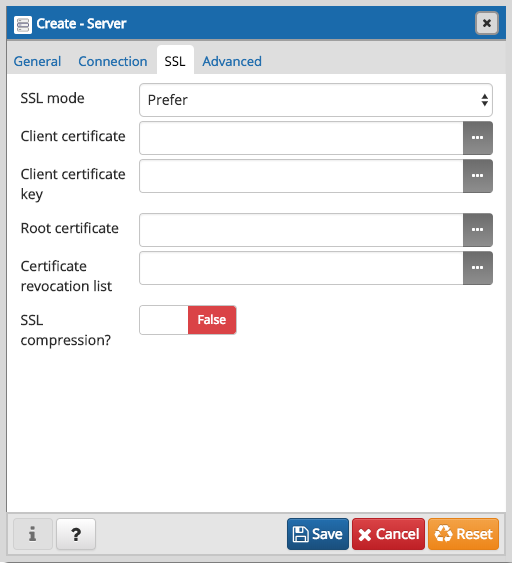 Create - Server
General Connection SSL Advanced
SSL mode Prefer
Client certificate
Client certificate
key
Root certificate
Certificate
revocation list
SSL
compression?
False
i ? Save Cancel Reset